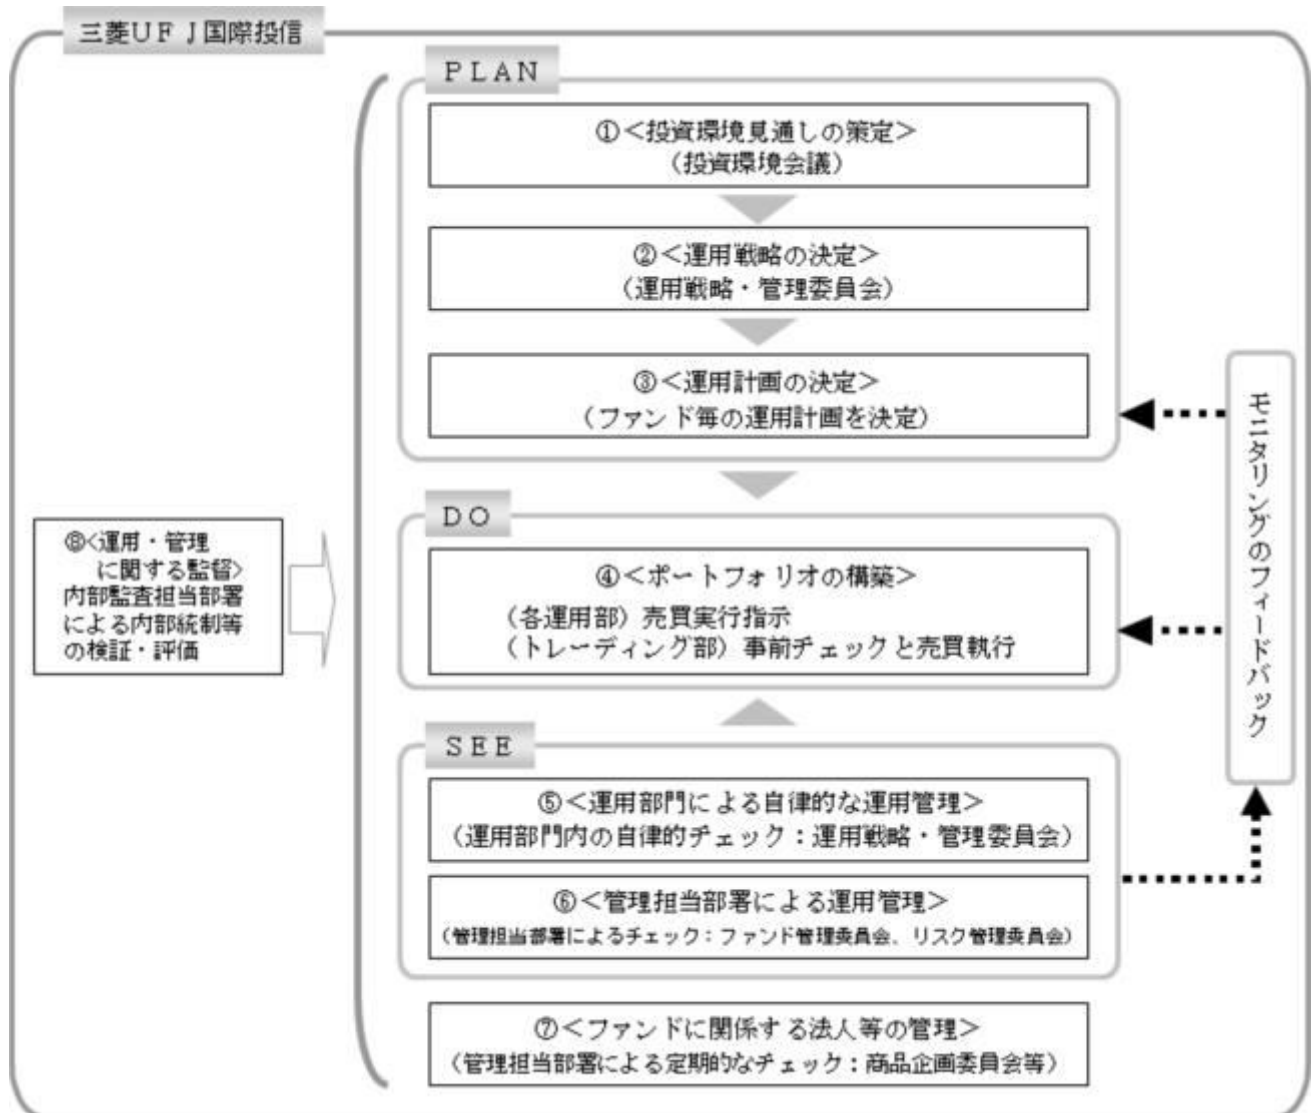 三菱UFJ国際投信
PLAN
①<投資環境見通しの策定>
(投資環境会議)
②<運用戦略の決定>
(運用戦略・管理委員会)
③<運用計画の決定>
(ファンド毎の運用計画を決定)
DO
④<ポートフォリオの構築>
(各運用部)売買実行指示
(トレーディング部)事前チェックと売買執行
SEE
⑤<運用部門による自律的な運用管理>
(運用部門内の自律的チェック:運用戦略・管理委員会)
⑥<管理担当部署による運用管理>
(管理担当部署によるチェック:ファンド管理委員会、リスク管理委員会)
⑦<ファンドに関係する法人等の管理>
(管理担当部署による定期的なチェック:商品企画委員会等)
⑧<運用・管理
に関する監督>
内部監査担当部署
による内部統制等
の検証・評価
モニタリングのフィードバック